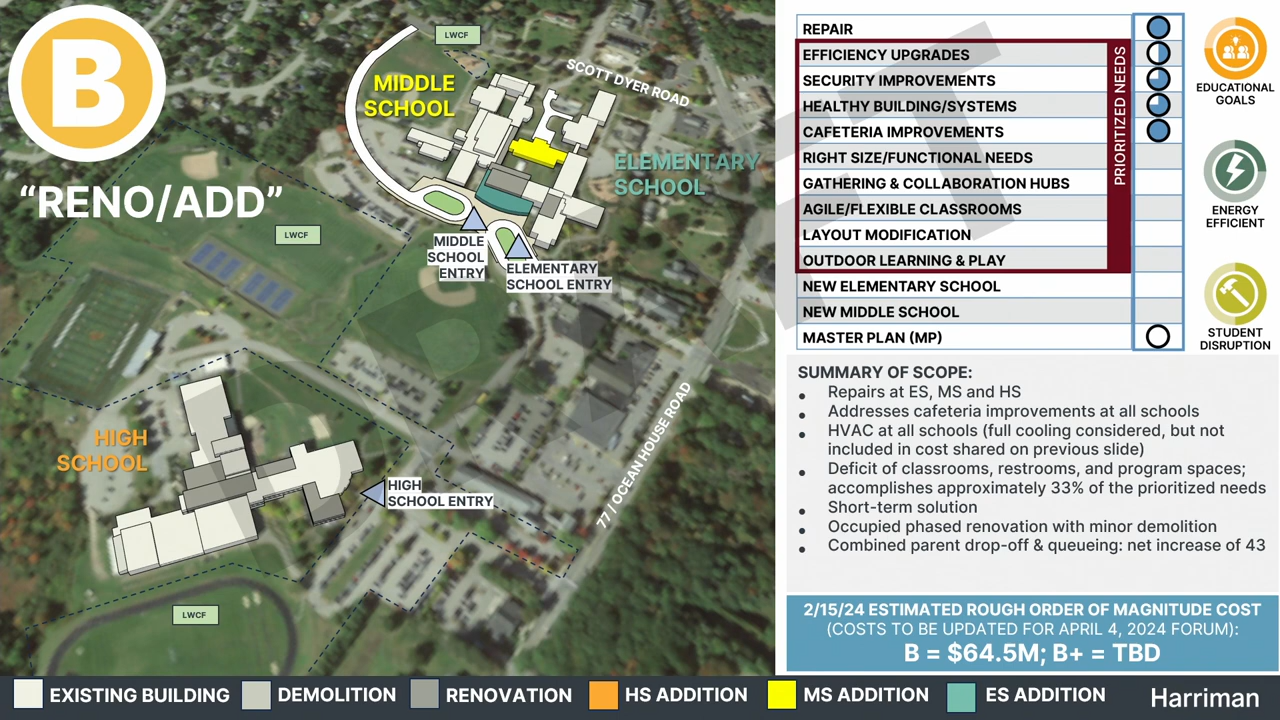 B
"RENO/ADD"
LWCF
SCOTT DYER ROAD
MIDDLE
SCHOOL
ELEMENTARY
SCHOOL
LWCF
MIDDLE
SCHOOL
ENTRY
ELEMENTARY
SCHOOL ENTRY
HIGH
SCHOOL
HIGH
SCHOOL ENTRY
77 / OCEAN HOUSE ROAD
LWCF
REPAIR
EFFICIENCY UPGRADES
SECURITY IMPROVEMENTS
HEALTHY BUILDING/SYSTEMS
CAFETERIA IMPROVEMENTS
RIGHT SIZE/FUNCTIONAL NEEDS
GATHERING & COLLABORATION HUBS
AGILE/FLEXIBLE CLASSROOMS
LAYOUT MODIFICATION
OUTDOOR LEARNING & PLAY
NEW ELEMENTARY SCHOOL
NEW MIDDLE SCHOOL
MASTER PLAN (MP)
PRIORITIZED NEEDS
EDUCATIONAL
GOALS
ENERGY
EFFICIENT
STUDENT
DISRUPTION
SUMMARY OF SCOPE:
• Repairs at ES, MS and HS
• Addresses cafeteria improvements at all schools
• HVAC at all schools (full cooling considered, but not
included in cost shared on previous slide)
• Deficit of classrooms, restrooms, and program spaces;
accomplishes approximately 33% of the prioritized needs
• Short-term solution
• Occupied phased renovation with minor demolition
• Combined parent drop-off & queueing: net increase of 43
2/15/24 ESTIMATED ROUGH ORDER OF MAGNITUDE COST
(COSTS TO BE UPDATED FOR APRIL 4, 2024 FORUM):
B = $64.5M; B+ = TBD
EXISTING BUILDING
DEMOLITION
RENOVATION
HS ADDITION
MS ADDITION
ES ADDITION
Harriman